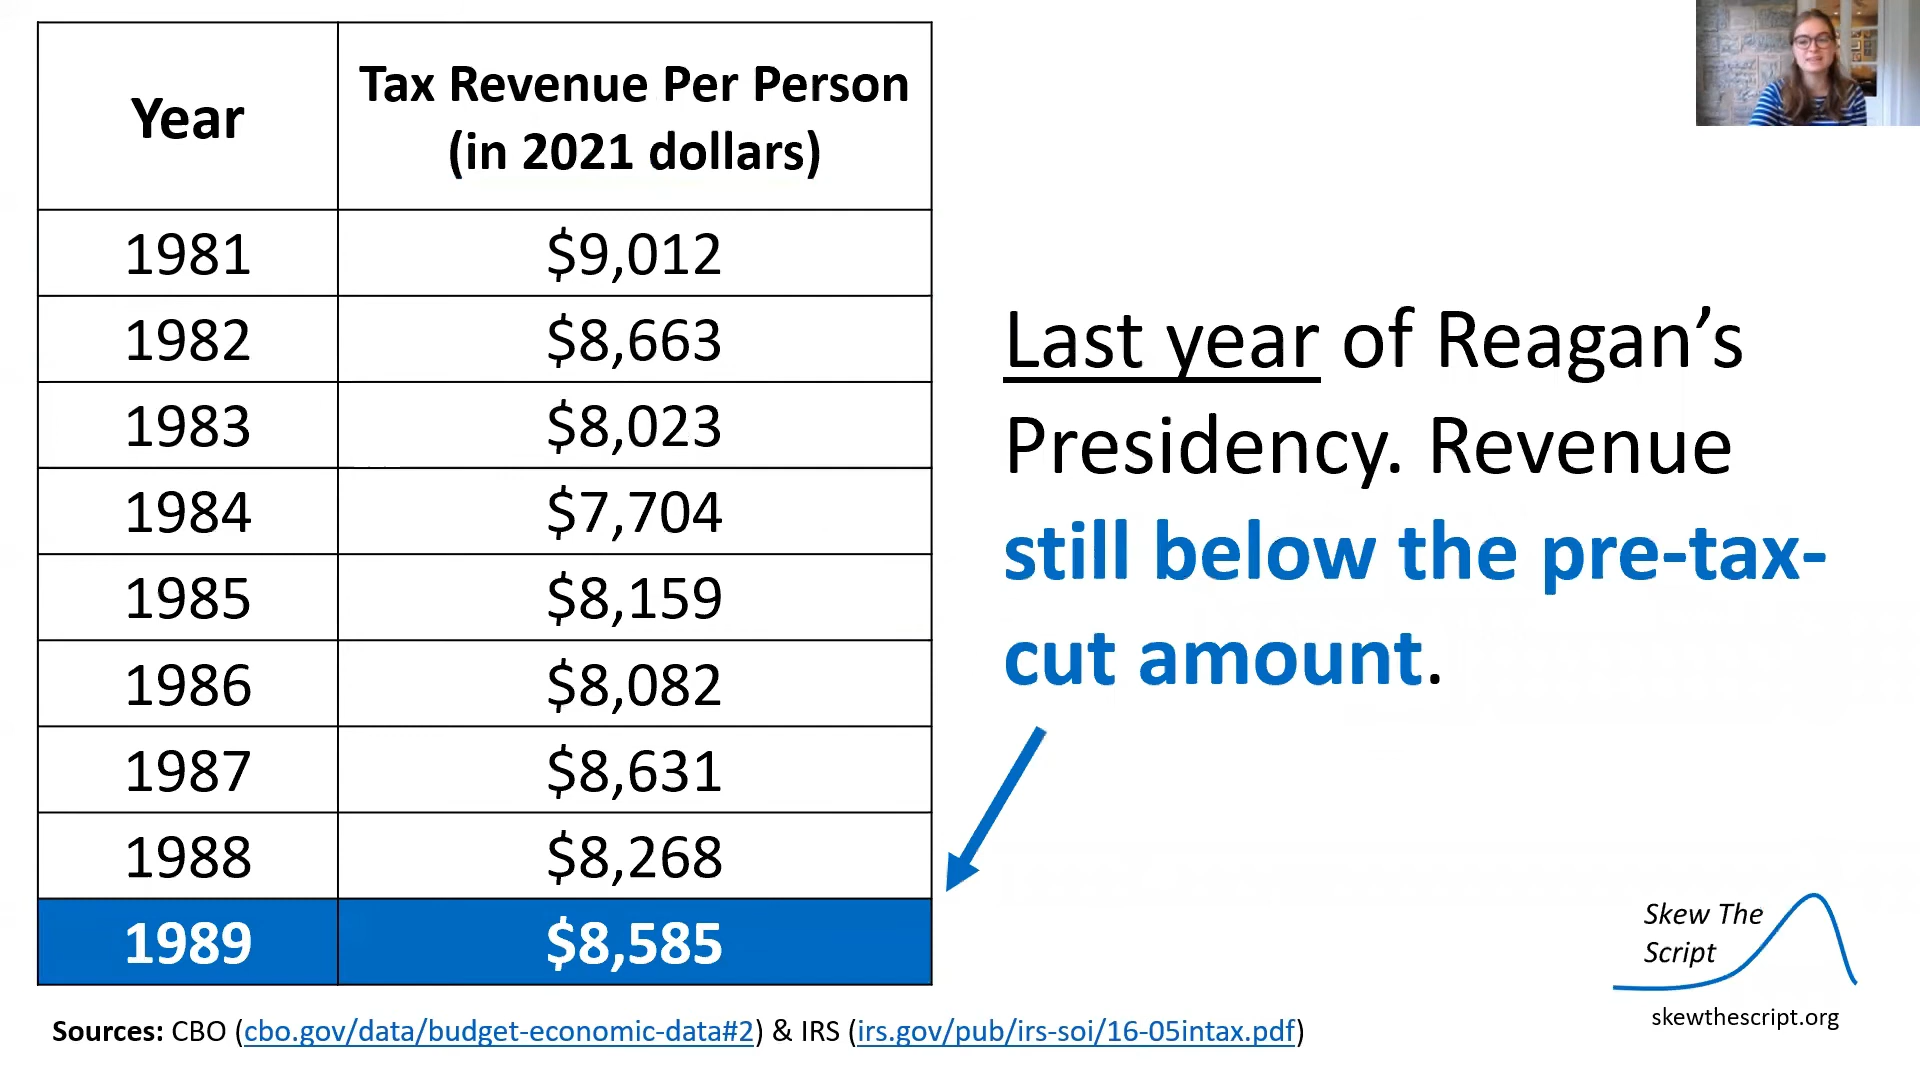 Year
Tax Revenue Per Person
(in 2021 dollars)
1981 $9,012
1982 $8,663
1983 $8,023
1984 $7,704
1985 $8,159
1986 $8,082
1987 $8,631
1988 $8,268
1989 $8,585
Last year of Reagan’s
Presidency. Revenue
still below the pre-tax-
cut amount.
Skew The
Script
skewthescript.org
Sources: CBO (cbo.gov/data/budget-economic-data#2) & IRS (irs.gov/pub/irs-soi/16-05intax.pdf)